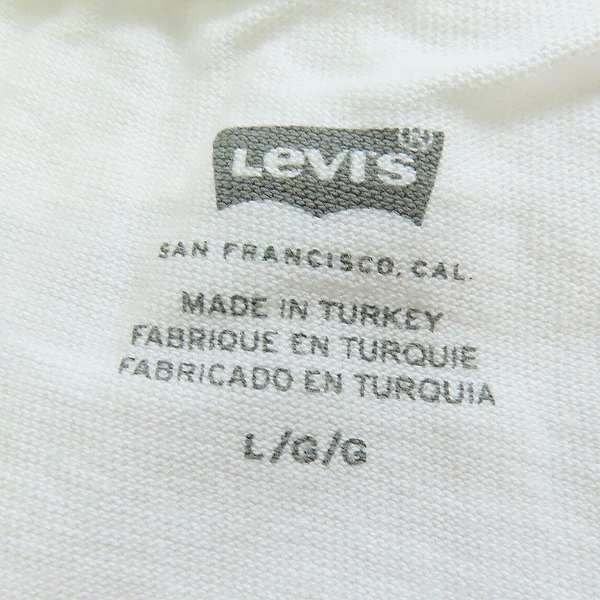 Levi's®
SAN FRANCISCO, CAL.
MADE IN TURKEY
FABRIQUE EN TURQUIE
FABRICADO EN TURQUIA
L/G/G